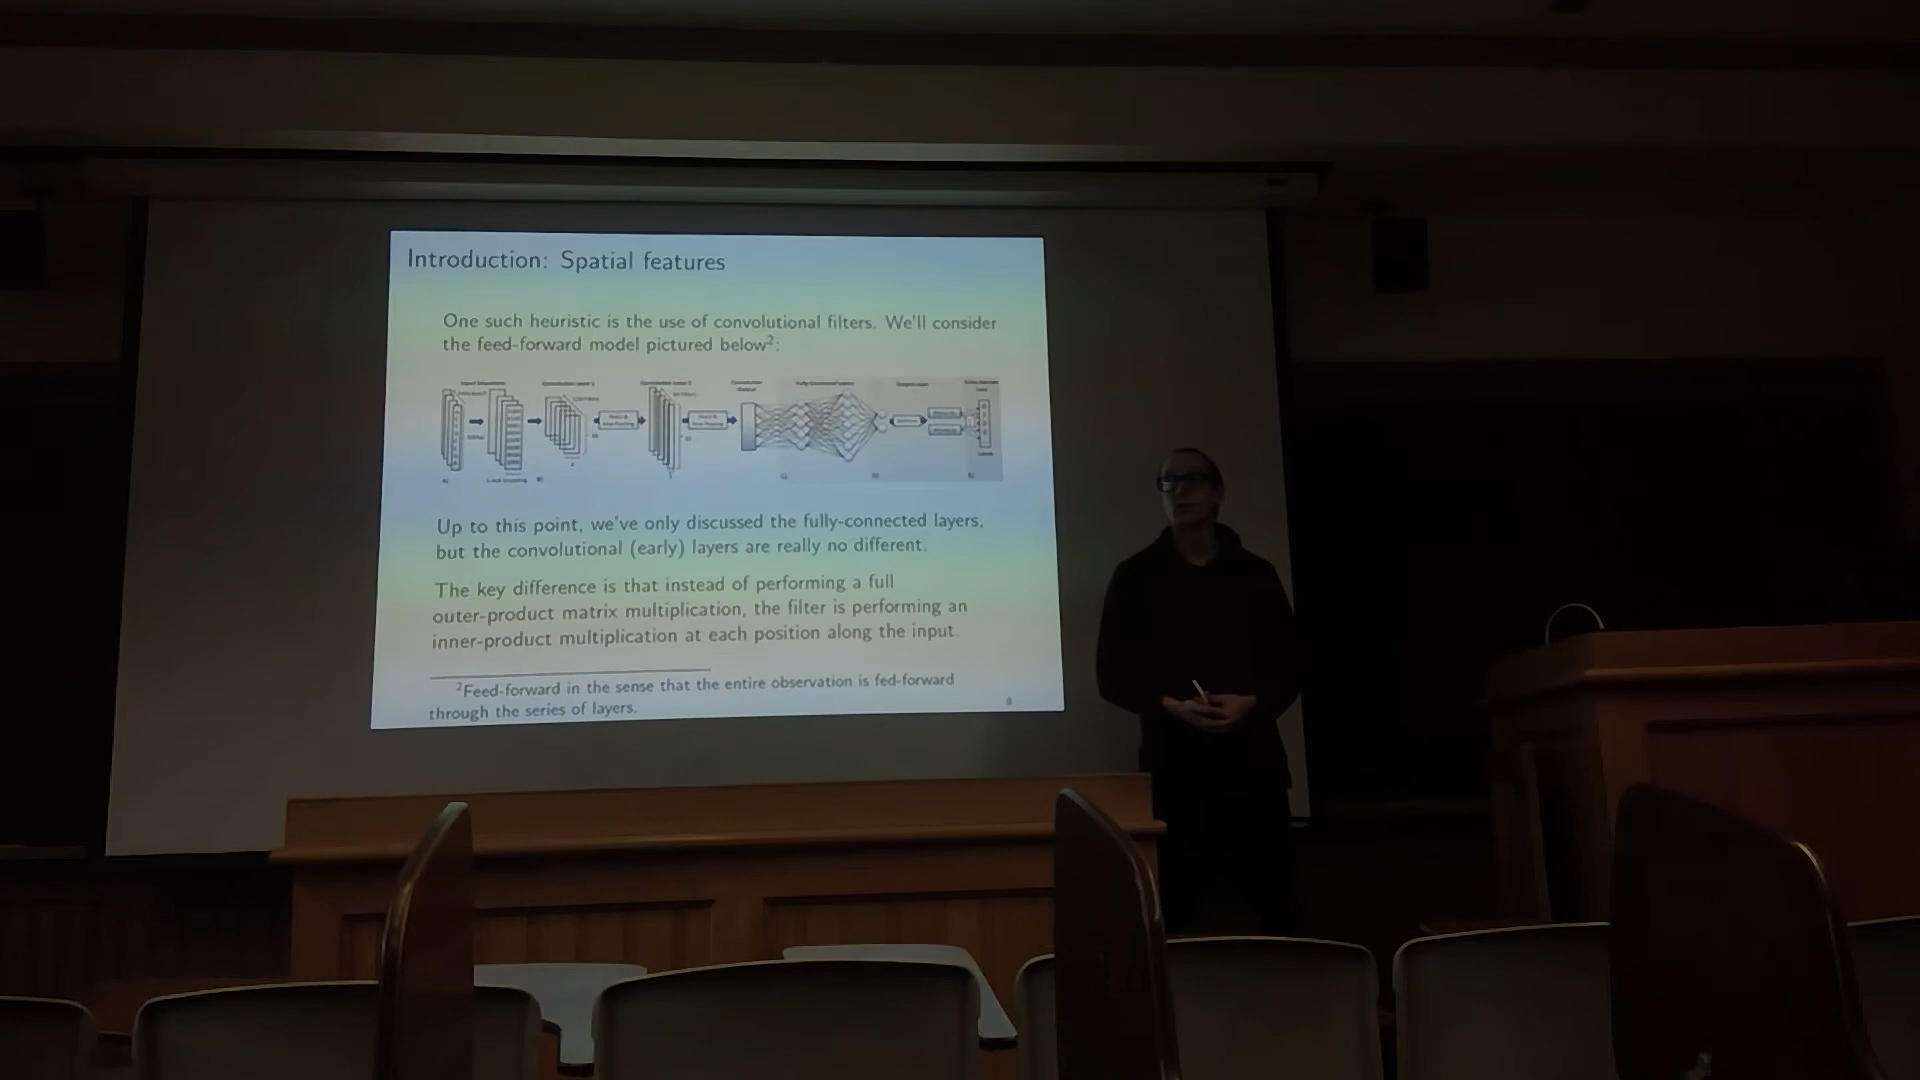 Introduction: Spatial features
One such heuristic is the use of convolutional filters. We'll consider
the feed-forward model pictured below²:
Up to this point, we've only discussed the fully-connected layers,
but the convolutional (early) layers are really no different.
The key difference is that instead of performing a full
outer-product matrix multiplication, the filter is performing an
inner-product multiplication at each position along the input.
²Feed-forward in the sense that the entire observation is fed-forward
through the series of layers.